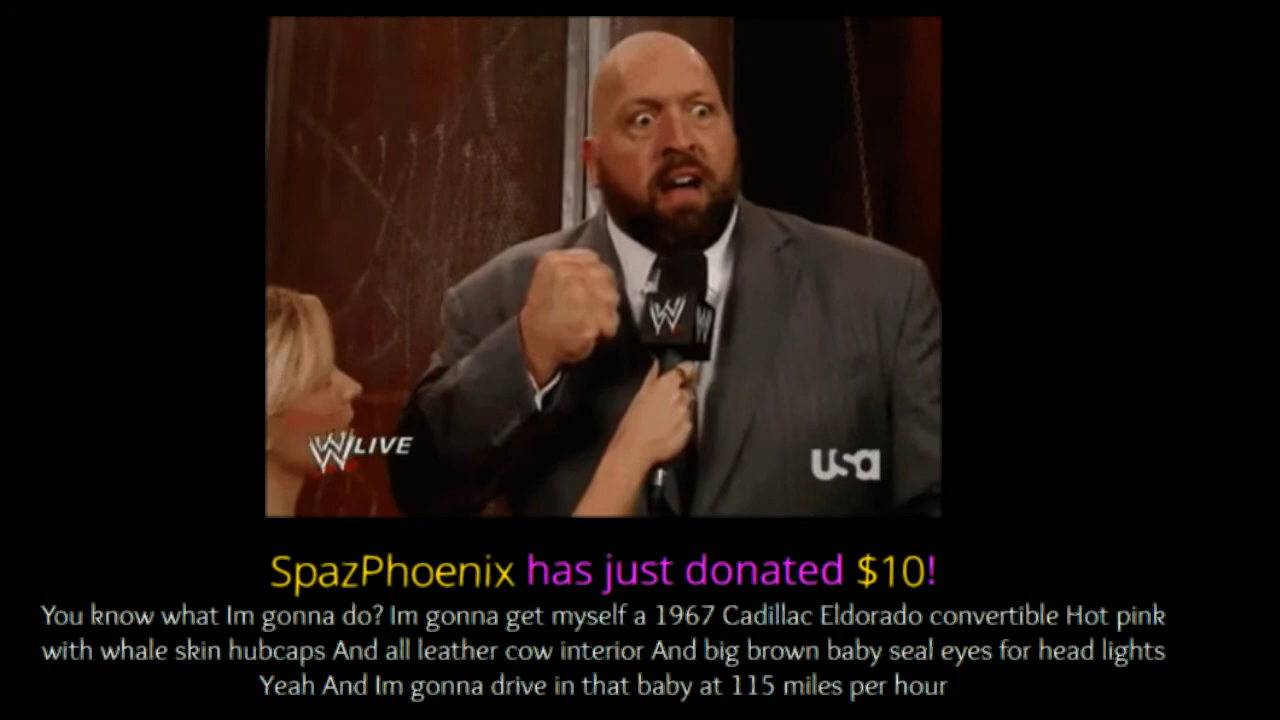 W LIVE
usa
SpazPhoenix has just donated $10!
You know what Im gonna do? Im gonna get myself a 1967 Cadillac Eldorado convertible Hot pink
with whale skin hubcaps And all leather cow interior And big brown baby seal eyes for head lights
Yeah And Im gonna drive in that baby at 115 miles per hour